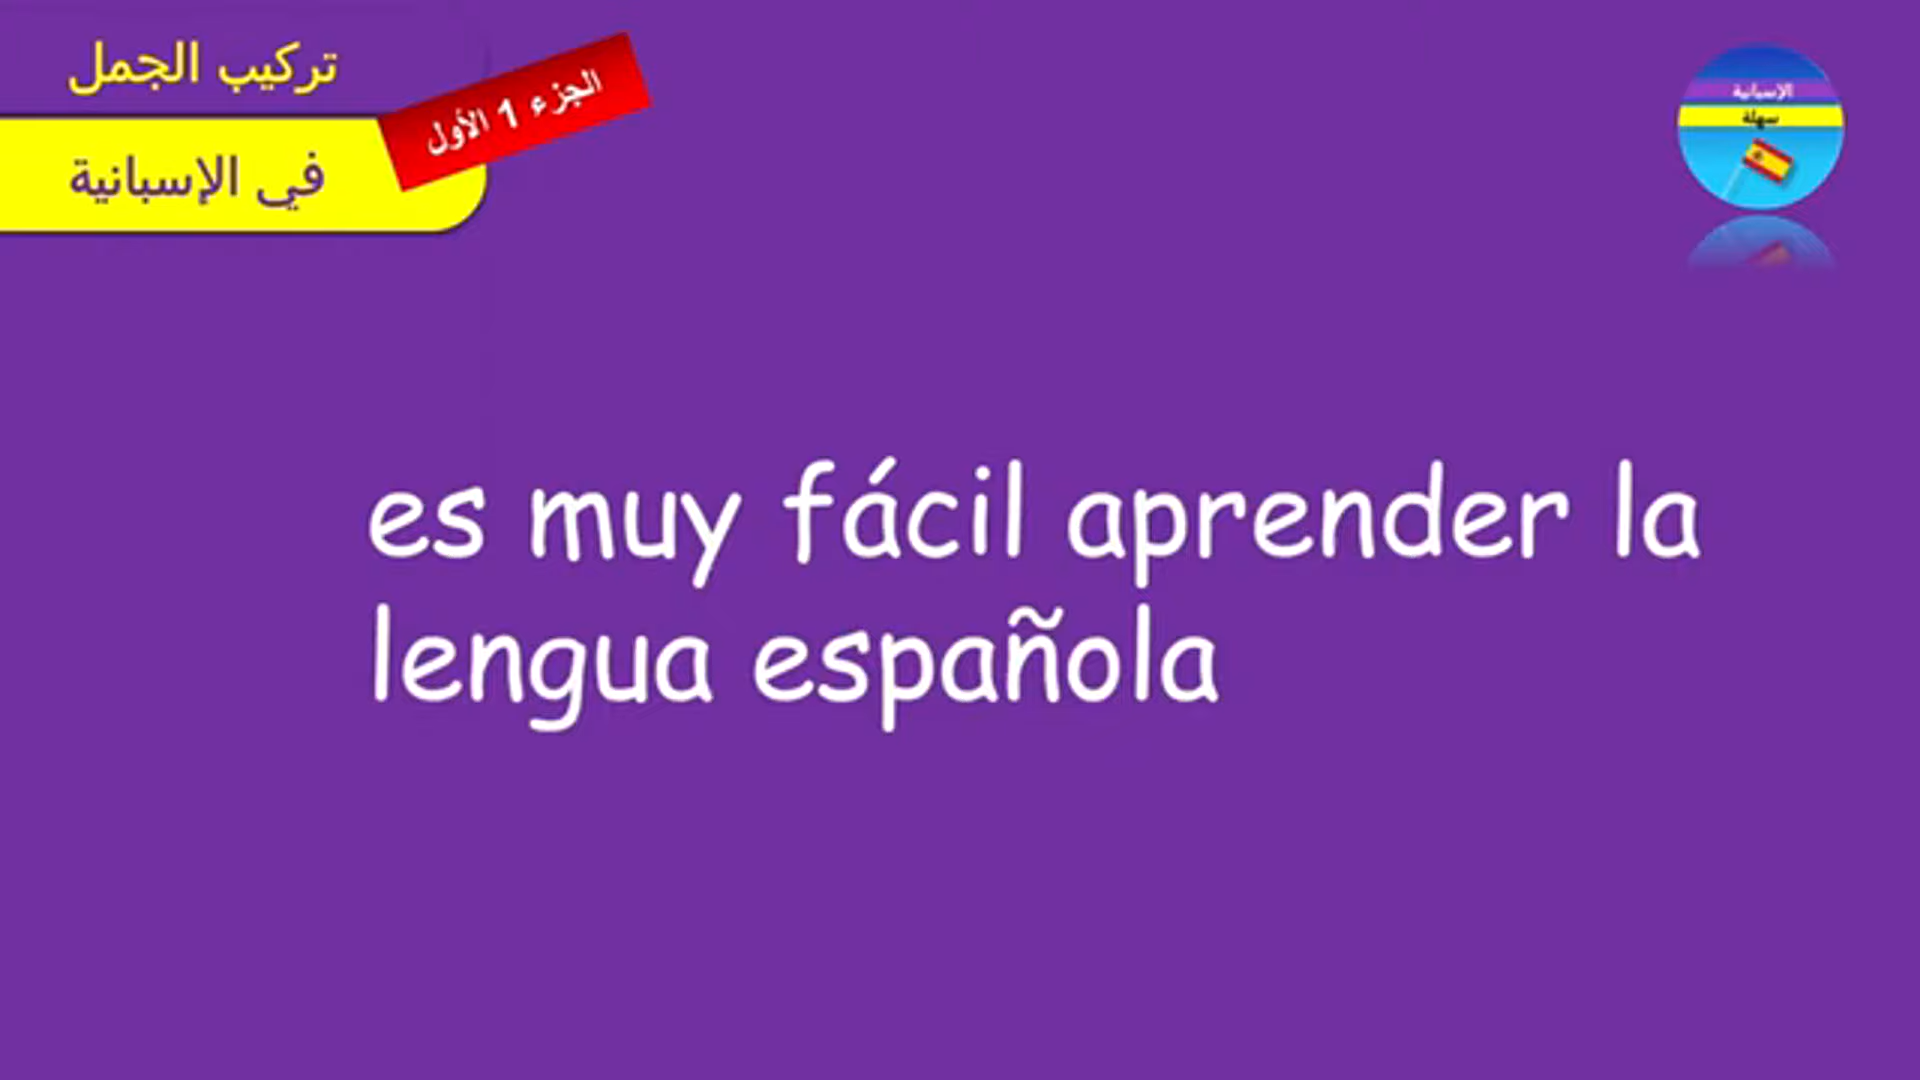 تركيب الجمل
في الإسبانية
الجزء 1 الأول
الإسبانية
سهلة
es muy fácil aprender la
lengua española